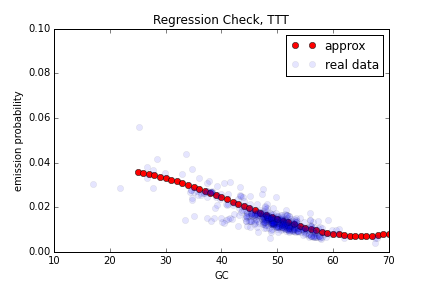 Regression Check, TTT
0.10
0.08
0.06
0.04
0.02
0.00
emission probability
10
20
30
40
50
60
70
GC
approx
real data